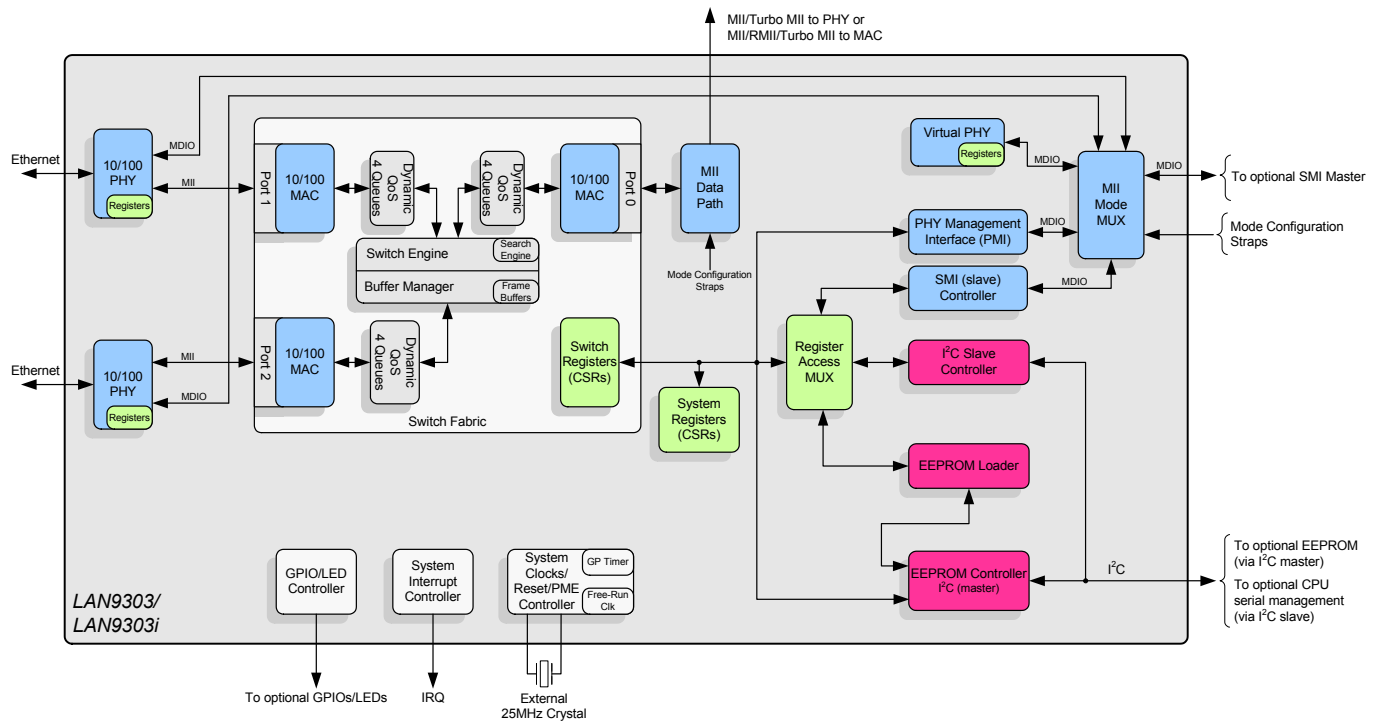 MII/Turbo MII to PHY or
MII/RMII/Turbo MII to MAC
Ethernet
10/100
PHY
Registers
MDIO
MII
Port 1
10/100
MAC
Dynamic
QoS
4 Queues
Dynamic
QoS
4 Queues
10/100
MAC
Port 0
MII
Data
Path
Mode Configuration
Straps
Switch Engine
Search
Engine
Buffer Manager
Frame
Buffers
Ethernet
10/100
PHY
Registers
MII
MDIO
Port 2
10/100
MAC
Dynamic
QoS
4 Queues
Switch
Registers
(CSRs)
Switch Fabric
System
Registers
(CSRs)
Virtual PHY
Registers
MDIO
MII
Mode
MUX
MDIO
To optional SMI Master
Mode Configuration
Straps
PHY Management
Interface (PMI)
MDIO
SMI (slave)
Controller
MDIO
Register
Access
MUX
I²C Slave
Controller
EEPROM Loader
EEPROM Controller
I²C (master)
I²C
To optional EEPROM
(via I²C master)
To optional CPU
serial management
(via I²C slave)
LAN9303/
LAN9303i
GPIO/LED
Controller
System
Interrupt
Controller
System
Clocks/
Reset/PME
Controller
GP Timer
Free-Run
Clk
To optional GPIOs/LEDs
IRQ
External
25MHz Crystal